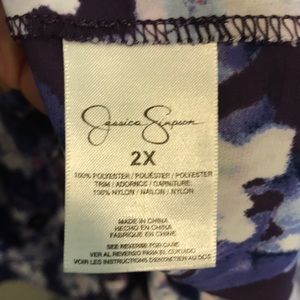 Jessica Simpson
2X
100% POLYESTER / POLIÉSTER / POLYESTER
TRIM / ADORNOS / GARNITURE:
100% NYLON / NAILON / NYLON
MADE IN CHINA
HECHO EN CHINA
FABRIQUE EN CHINE
SEE REVERSE FOR CARE
VER AL REVERSO PARA EL CUIDADO
VOIR LES INSTRUCTIONS D'ENTRETIEN AU DOS